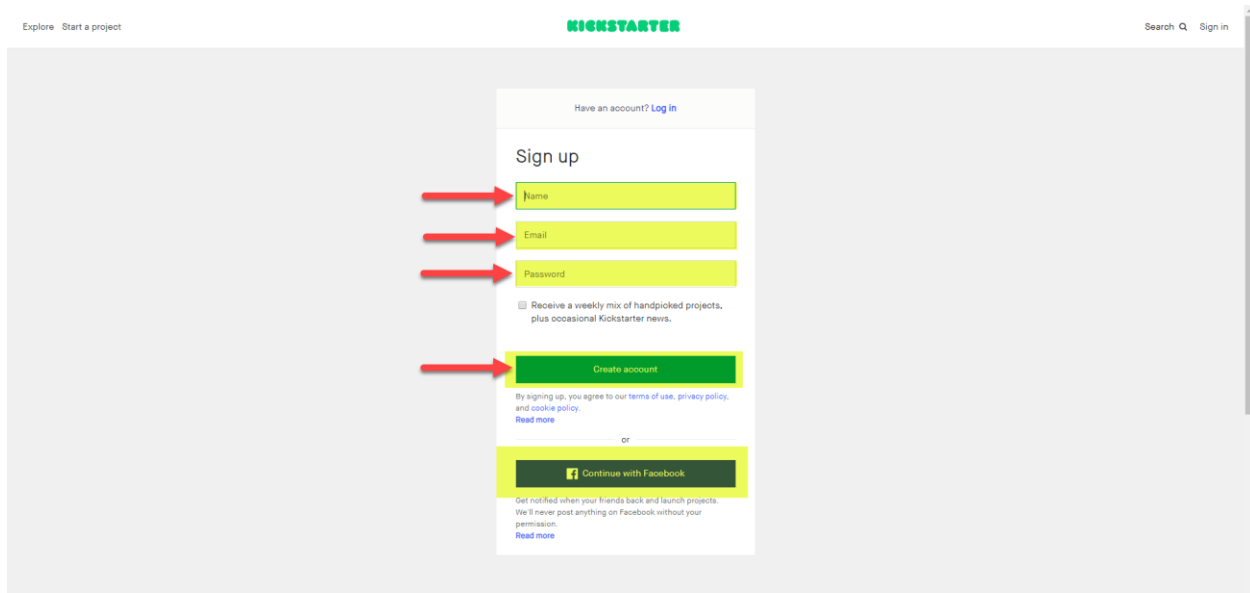 Explore Start a project
KICKSTARTER
Search Sign in
Have an account? Log in
Sign up
Name
Email
Password
Receive a weekly mix of handpicked projects,
plus occasional Kickstarter news.
Create account
By signing up, you agree to our terms of use, privacy policy,
and cookie policy.
Read more
or
Continue with Facebook
Get notified when your friends back and launch projects.
We'll never post anything on Facebook without your
permission.
Read more